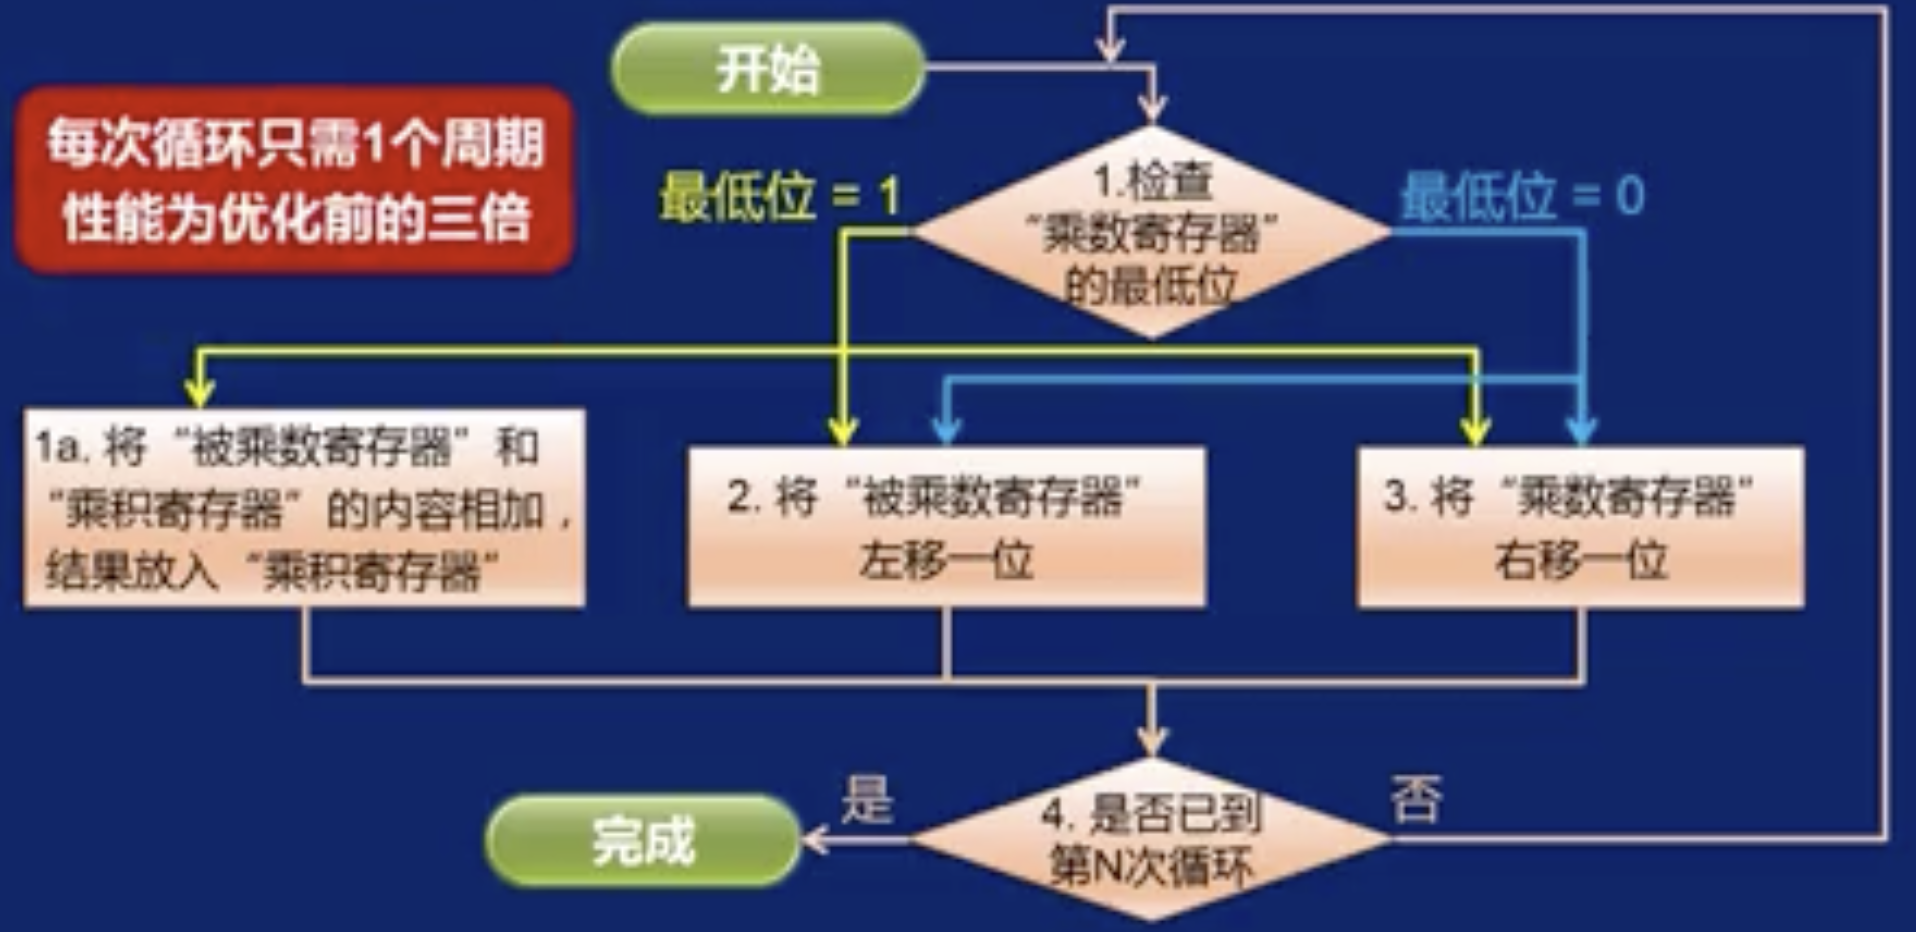 开始
每次循环只需1个周期
性能为优化前的三倍
最低位 = 1
1.检查
“乘数寄存器”
的最低位
最低位 = 0
1a. 将“被乘数寄存器”和
“乘积寄存器”的内容相加，
结果放入“乘积寄存器”
2. 将“被乘数寄存器”
左移一位
3. 将“乘数寄存器”
右移一位
完成
是
4. 是否已到
第N次循环
否